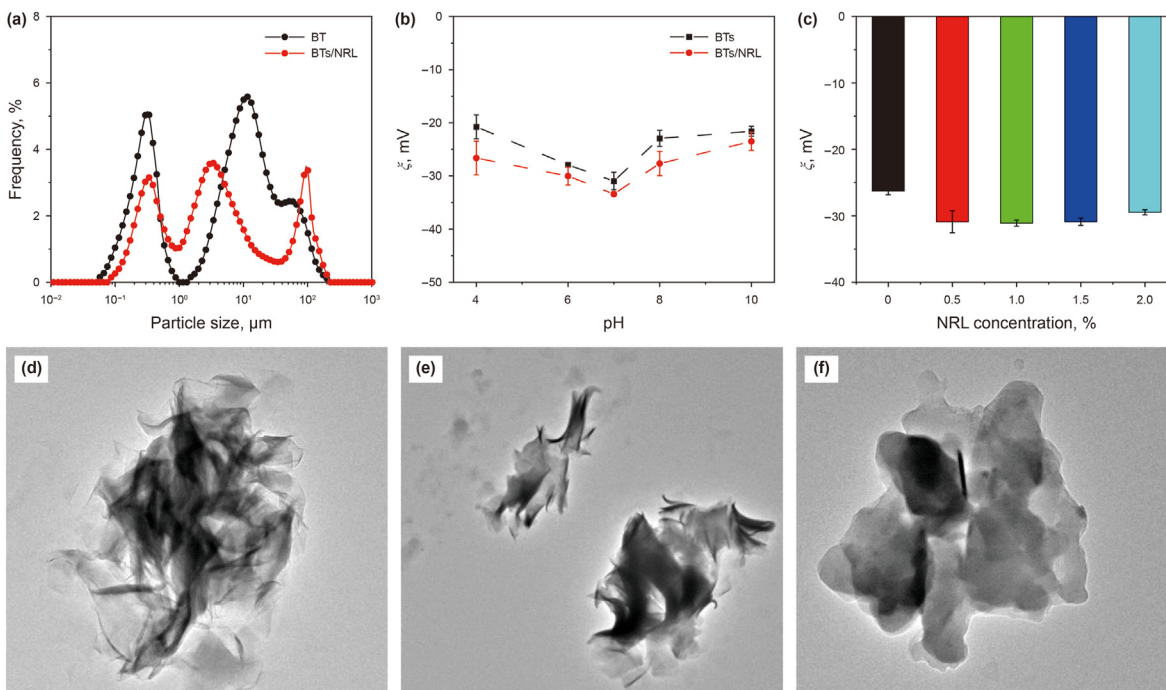 (a)
8
6
4
2
0
Frequency, %
BT
BTs/NRL
10⁻² 10⁻¹ 10⁰ 10¹ 10² 10³
Particle size, μm
(b)
0
−10
−20
−30
−40
−50
ξ, mV
BTs
BTs/NRL
4 6 8 10
pH
(c)
0
−10
−20
−30
−40
ξ, mV
0 0.5 1.0 1.5 2.0
NRL concentration, %
(d)
(e)
(f)